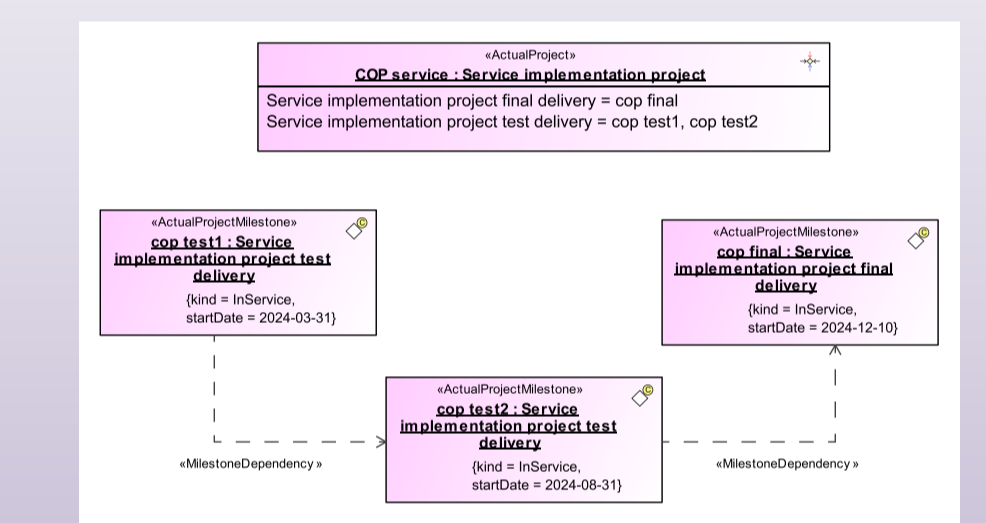 «ActualProject»
COP service : Service implementation project
Service implementation project final delivery = cop final
Service implementation project test delivery = cop test1, cop test2
«ActualProjectMilestone»
cop test1 : Service
implementation project test
delivery
{kind = InService,
startDate = 2024-03-31}
«ActualProjectMilestone»
cop final : Service
implementation project final
delivery
{kind = InService,
startDate = 2024-12-10}
«ActualProjectMilestone»
cop test2 : Service
implementation project test
delivery
{kind = InService,
startDate = 2024-08-31}
«MilestoneDependency »
«MilestoneDependency »